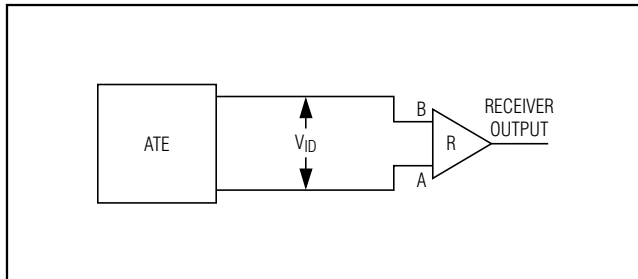 ATE
V_ID
B
R
A
RECEIVER
OUTPUT